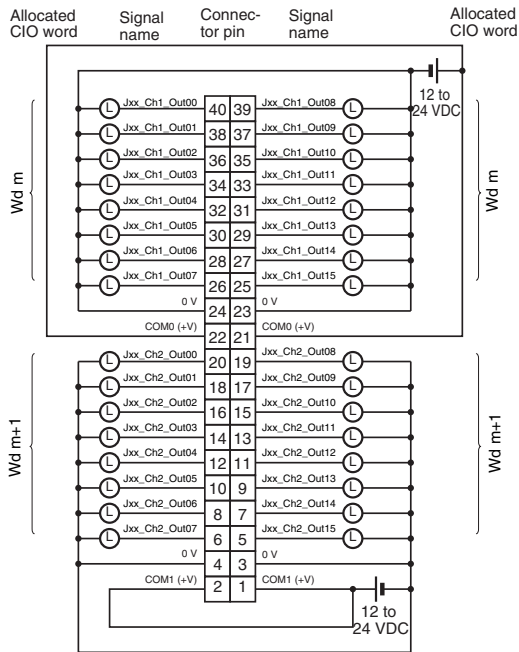 Allocated CIO word Signal name Connec-tor pin Signal name Allocated CIO word
12 to 24 VDC
Jxx_Ch1_Out00 40 39 Jxx_Ch1_Out08
Jxx_Ch1_Out01 38 37 Jxx_Ch1_Out09
Jxx_Ch1_Out02 36 35 Jxx_Ch1_Out10
Jxx_Ch1_Out03 34 33 Jxx_Ch1_Out11
Jxx_Ch1_Out04 32 31 Jxx_Ch1_Out12
Jxx_Ch1_Out05 30 29 Jxx_Ch1_Out13
Jxx_Ch1_Out06 28 27 Jxx_Ch1_Out14
Jxx_Ch1_Out07 26 25 Jxx_Ch1_Out15
Wd m
Wd m
L L
L L
L L
L L
L L
L L
L L
L L
0 V 24 23 0 V
COM0 (+V) 22 21 COM0 (+V)
Jxx_Ch2_Out00 20 19 Jxx_Ch2_Out08
Jxx_Ch2_Out01 18 17 Jxx_Ch2_Out09
Jxx_Ch2_Out02 16 15 Jxx_Ch2_Out10
Jxx_Ch2_Out03 14 13 Jxx_Ch2_Out11
Jxx_Ch2_Out04 12 11 Jxx_Ch2_Out12
Jxx_Ch2_Out05 10 9 Jxx_Ch2_Out13
Jxx_Ch2_Out06 8 7 Jxx_Ch2_Out14
Jxx_Ch2_Out07 6 5 Jxx_Ch2_Out15
Wd m+1
Wd m+1
L L
L L
L L
L L
L L
L L
L L
L L
0 V 4 3 0 V
COM1 (+V) 2 1 COM1 (+V)
12 to 24 VDC